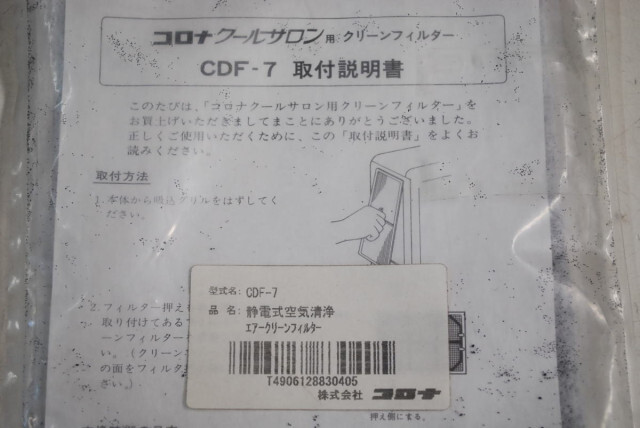 コロナクールサロン用 クリーンフィルター
CDF-7 取付説明書
このたびは、「コロナクールサロン用クリーンフィルター」を
お買上げいただきましてまことにありがとうございました。
正しくご使用いただくために、この「取付説明書」をよくお
読みください。
取付方法
1. 本体から吸込グリルをはずしてく
ださい。
2. フィルター押え
取り付けてある
ーンフィルター
い。（クリーン
の面をフィルタ
さい。）
型式名: CDF-7
品 名: 静電式空気清浄
エアークリーンフィルター
T4906128830405
株式会社 コロナ
押え側にする。